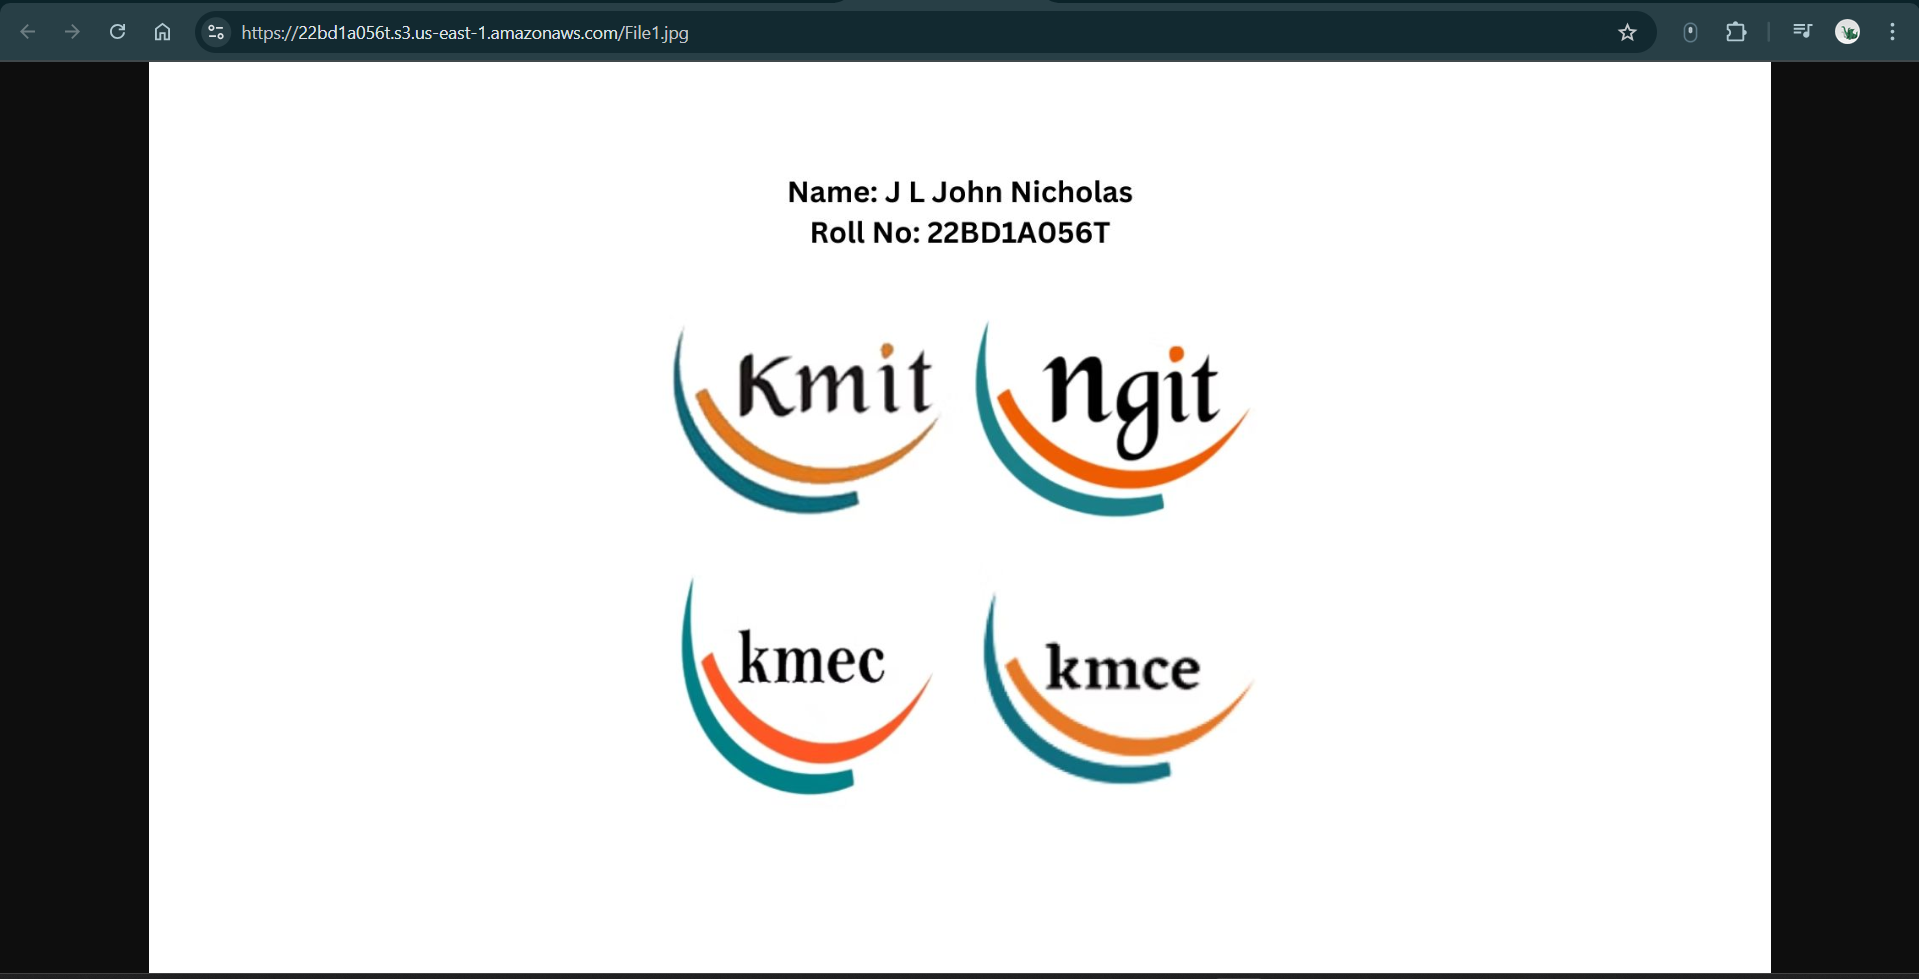 https://22bd1a056t.s3.us-east-1.amazonaws.com/File1.jpg
Name: J L John Nicholas
Roll No: 22BD1A056T
Kmit
Ngit
kmec
kmce